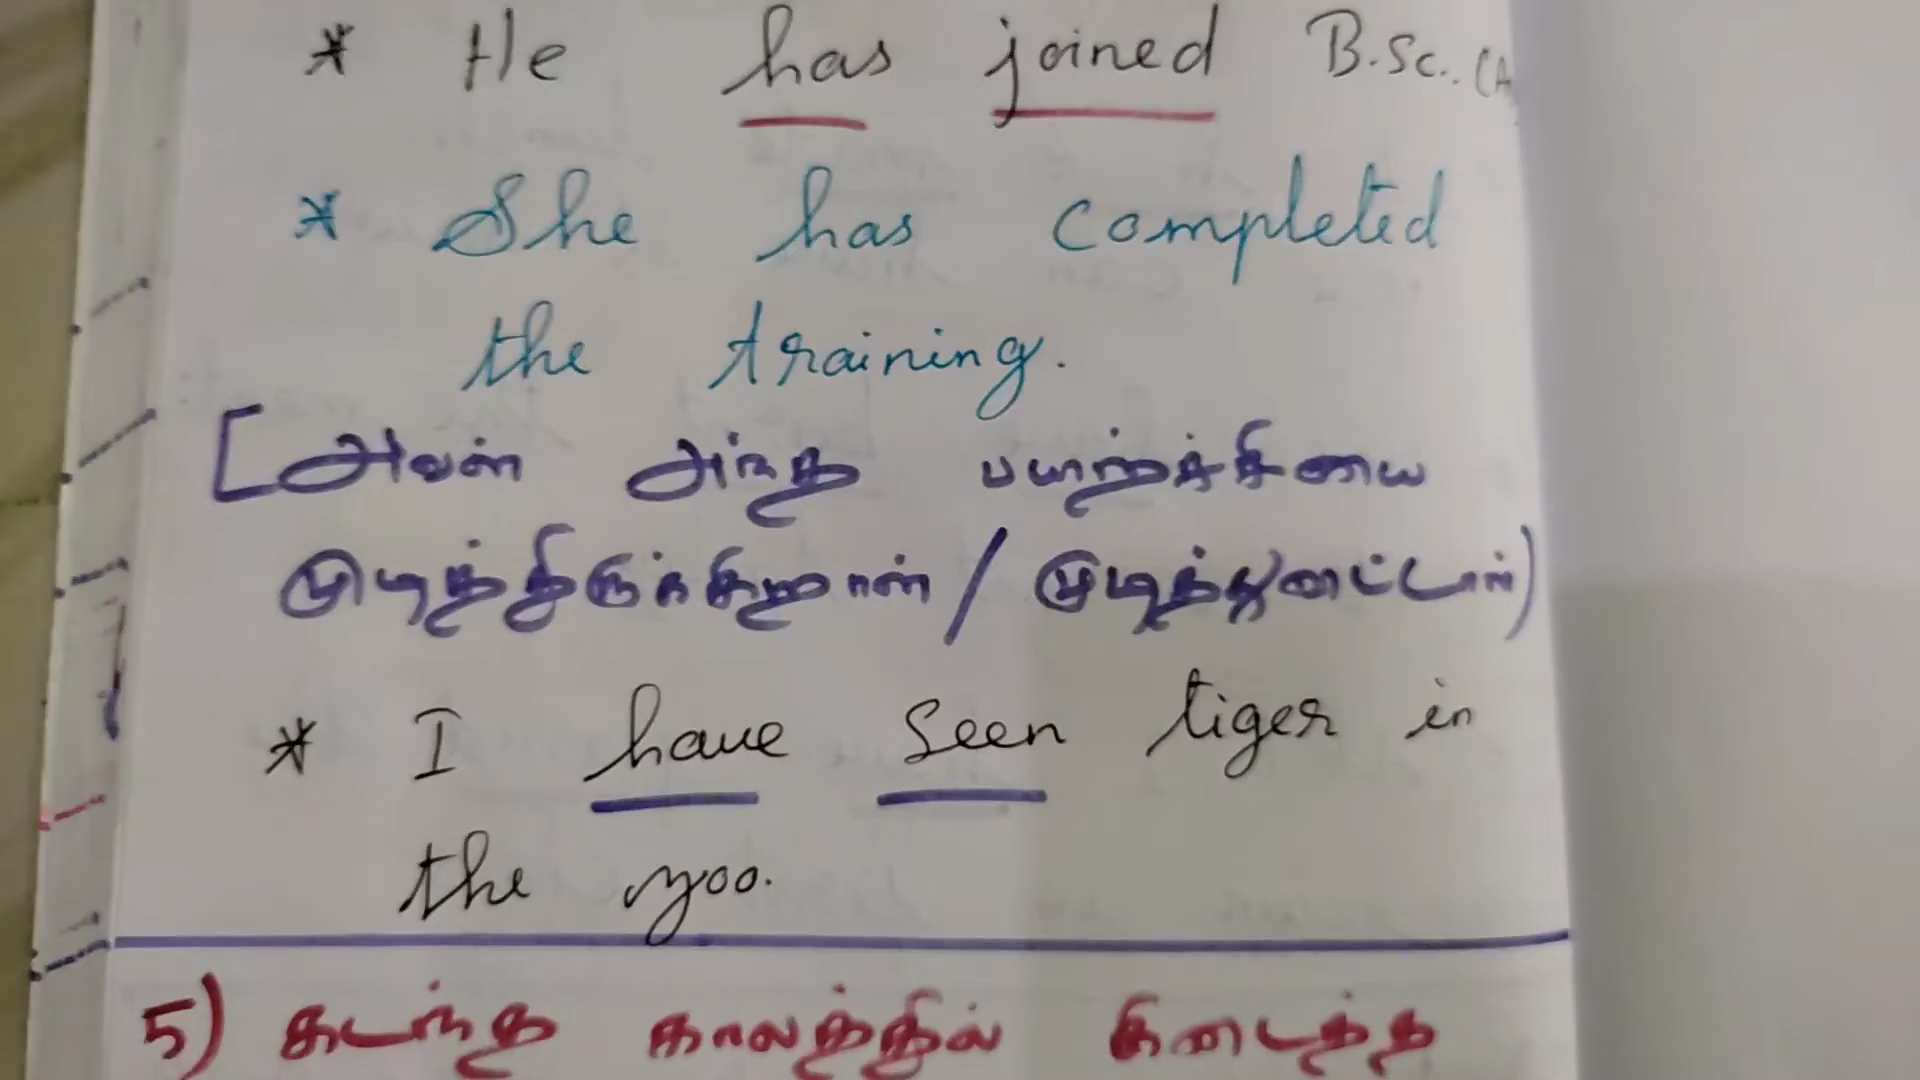 * He has joined B.Sc.. (A
* She has completed
the training.
[அவள் அந்த பயிற்ச்சியை
முடித்திருக்கிறாள் / முடித்துவிட்டாள்)
* I have seen tiger in
the zoo.
5) கடந்த காலத்தில் கிடைத்த